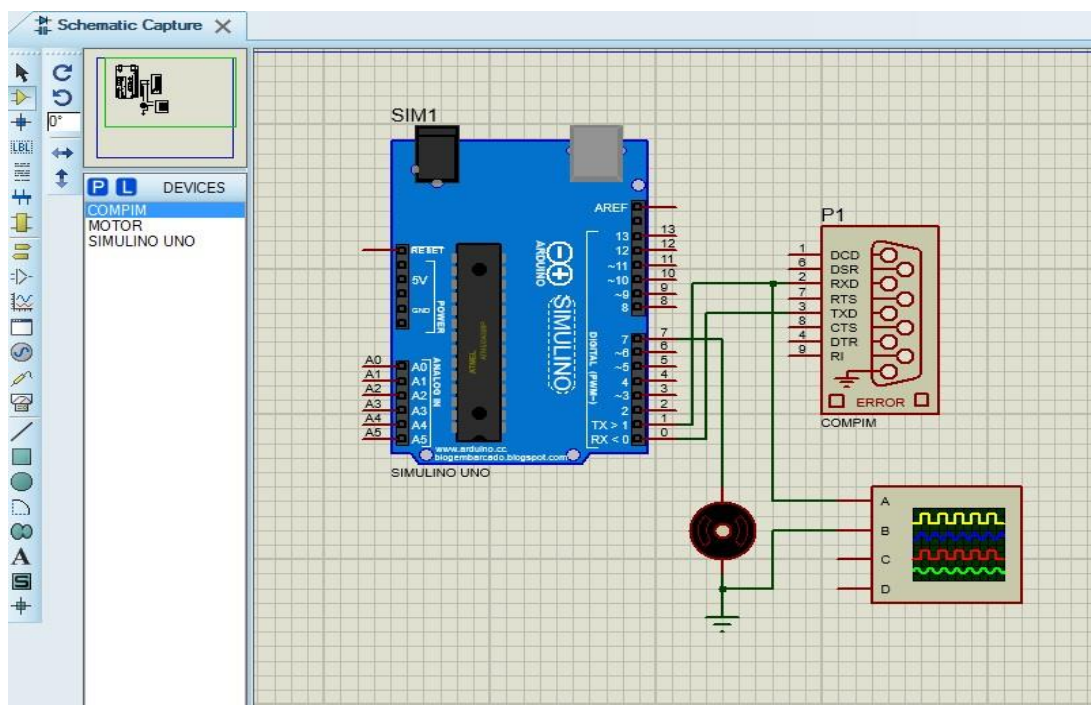 Schematic Capture
0°
LBL
P L DEVICES
COMPIM
MOTOR
SIMULINO UNO
A
S
SIM1
AREF
RESET
5V
POWER
GND
ARDUINO
SIMULINO
DIGITAL (PWM~)
13 13
12 12
~11 11
~10 10
~9 9
8 8
7 7
~6 6
~5 5
4 4
~3 3
2 2
TX > 1 1
RX < 0 0
ANALOG IN
A0 A0
A1 A1
A2 A2
A3 A3
A4 A4
A5 A5
ATMEL
www.arduino.cc
blogembarcado.blogspot.com
SIMULINO UNO
P1
1 DCD
6 DSR
2 RXD
7 RTS
3 TXD
8 CTS
4 DTR
9 RI
ERROR
COMPIM
A
B
C
D